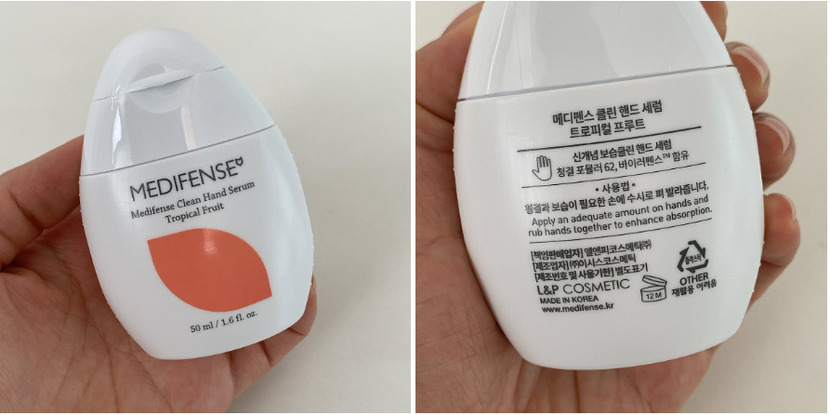 MEDIFENSE
Medifense Clean Hand Serum
Tropical Fruit
50 ml / 1.6 fl. oz.
메디펜스 클린 핸드 세럼
트로피컬 프루트
신개념 보습클린 핸드 세럼
청결 포뮬러 62, 바이러펜스™ 함유
• 사용법 •
청결과 보습이 필요한 손에 수시로 펴 발라줍니다.
Apply an adequate amount on hands and
rub hands together to enhance absorption.
[책임판매업자] 엘앤피코스메틱(주)
[제조업자] (주)이시스코스메틱
[제조번호 및 사용기한] 별도표기
L&P COSMETIC
MADE IN KOREA
www.medifense.kr
12 M
플라스틱
OTHER
재활용 어려움